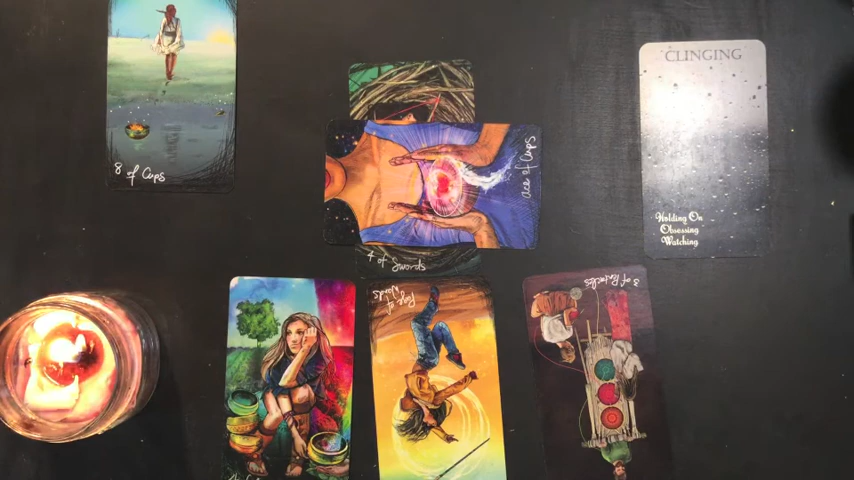 CLINGING
8 of Cups
ace of Cups
Holding On
Obsessing
Watching
4 of Swords
Page of
Wands
3 of Pentacles